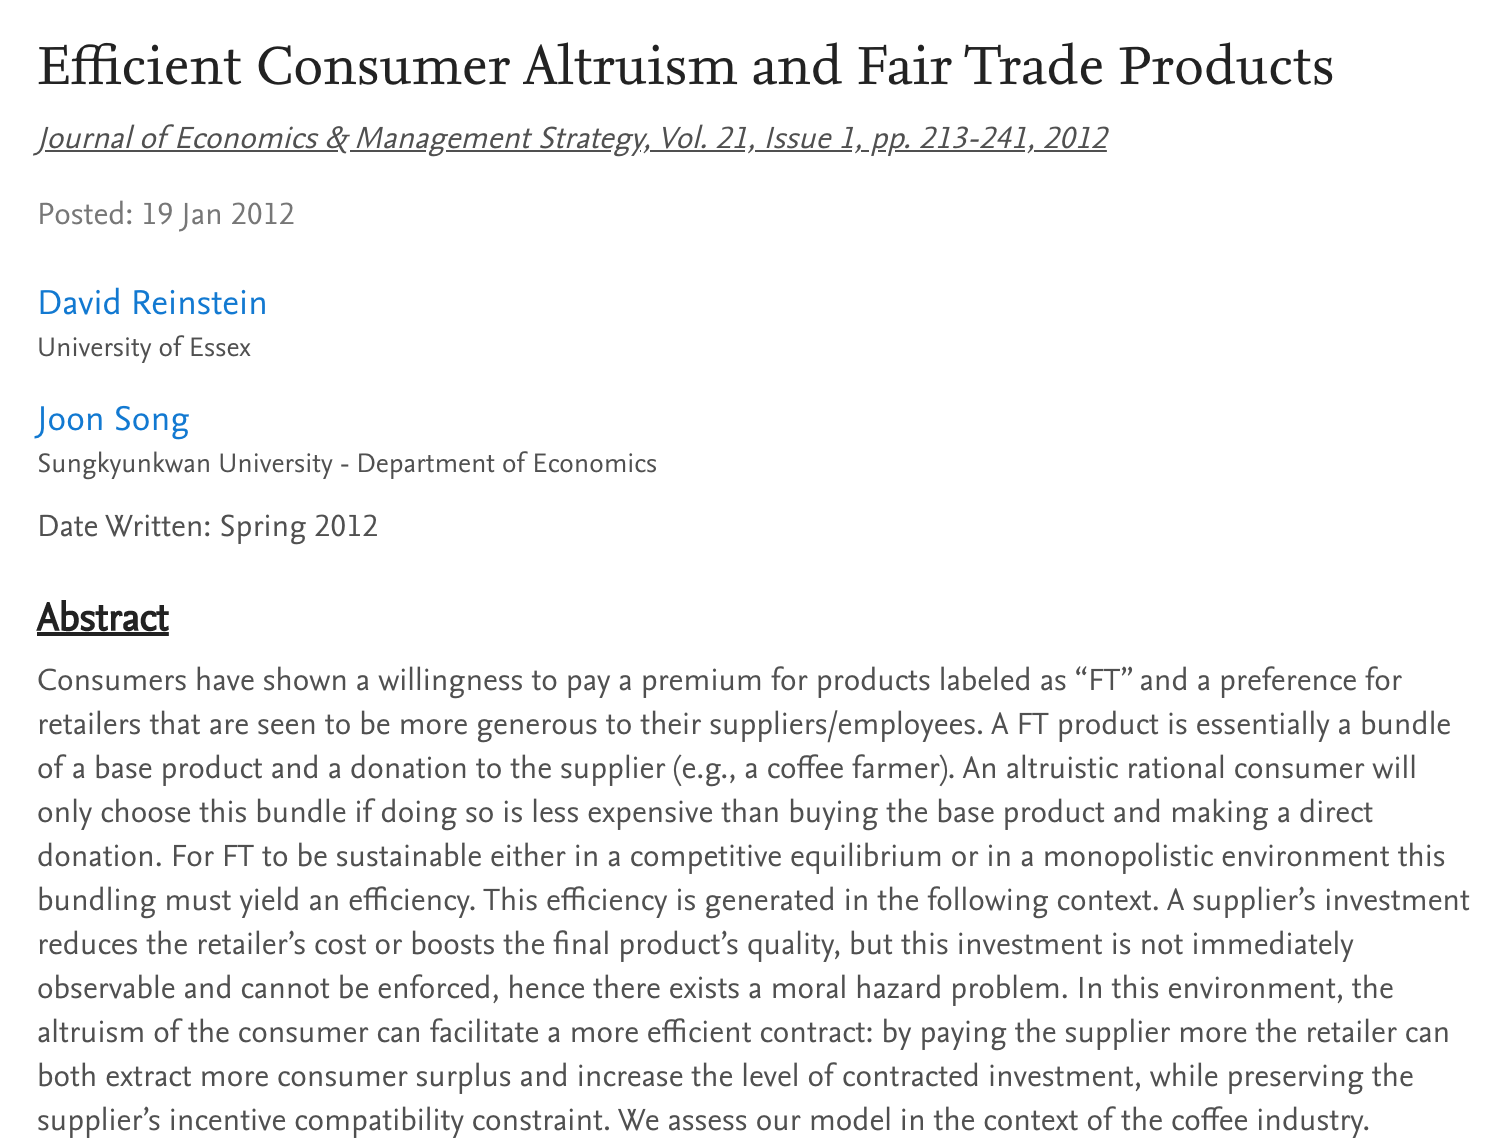 Efficient Consumer Altruism and Fair Trade Products
Journal of Economics & Management Strategy, Vol. 21, Issue 1, pp. 213-241, 2012
Posted: 19 Jan 2012
David Reinstein
University of Essex
Joon Song
Sungkyunkwan University - Department of Economics
Date Written: Spring 2012
Abstract
Consumers have shown a willingness to pay a premium for products labeled as “FT” and a preference for
retailers that are seen to be more generous to their suppliers/employees. A FT product is essentially a bundle
of a base product and a donation to the supplier (e.g., a coffee farmer). An altruistic rational consumer will
only choose this bundle if doing so is less expensive than buying the base product and making a direct
donation. For FT to be sustainable either in a competitive equilibrium or in a monopolistic environment this
bundling must yield an efficiency. This efficiency is generated in the following context. A supplier’s investment
reduces the retailer’s cost or boosts the final product’s quality, but this investment is not immediately
observable and cannot be enforced, hence there exists a moral hazard problem. In this environment, the
altruism of the consumer can facilitate a more efficient contract: by paying the supplier more the retailer can
both extract more consumer surplus and increase the level of contracted investment, while preserving the
supplier’s incentive compatibility constraint. We assess our model in the context of the coffee industry.